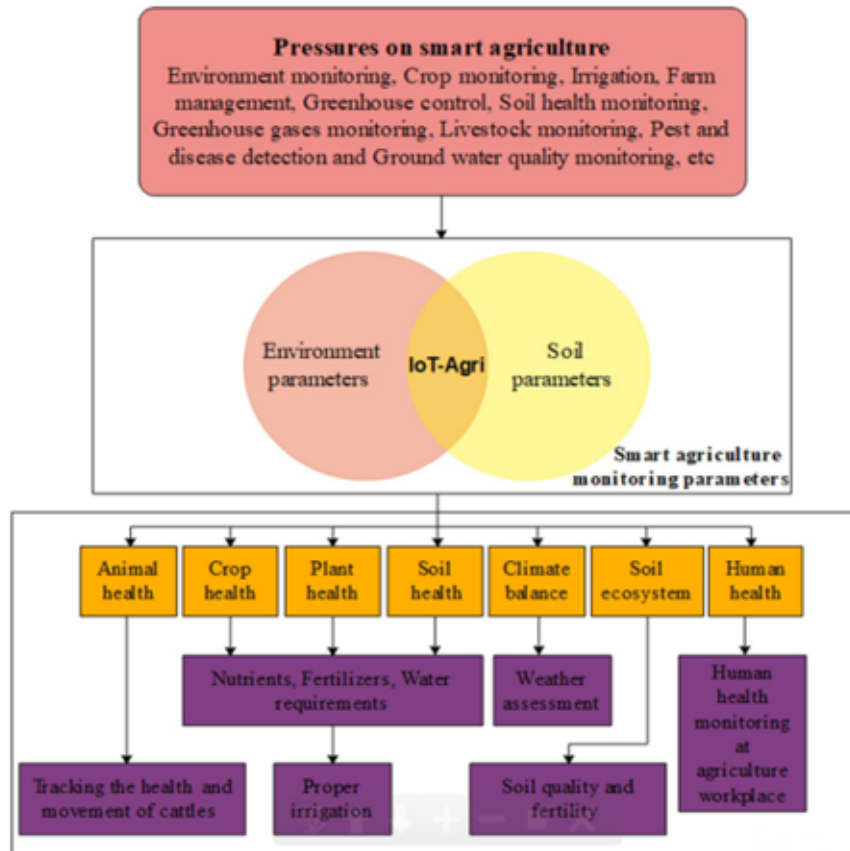 Pressures on smart agriculture
Environment monitoring, Crop monitoring, Irrigation, Farm
management, Greenhouse control, Soil health monitoring,
Greenhouse gases monitoring, Livestock monitoring, Pest and
disease detection and Ground water quality monitoring, etc
Environment
parameters
IoT-Agri
Soil
parameters
Smart agriculture
monitoring parameters
Animal
health
Crop
health
Plant
health
Soil
health
Climate
balance
Soil
ecosystem
Human
health
Nutrients, Fertilizers, Water
requirements
Weather
assessment
Human
health
monitoring
at
agriculture
workplace
Tracking the health and
movement of cattles
Proper
irrigation
Soil quality and
fertility